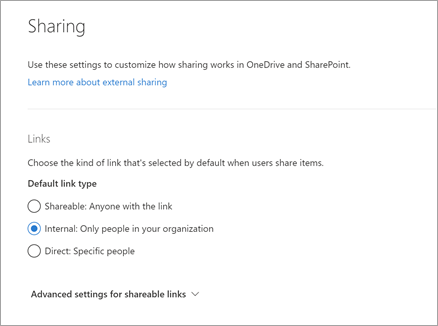 Sharing
Use these settings to customize how sharing works in OneDrive and SharePoint.
Learn more about external sharing
Links
Choose the kind of link that's selected by default when users share items.
Default link type
Shareable: Anyone with the link
Internal: Only people in your organization
Direct: Specific people
Advanced settings for shareable links